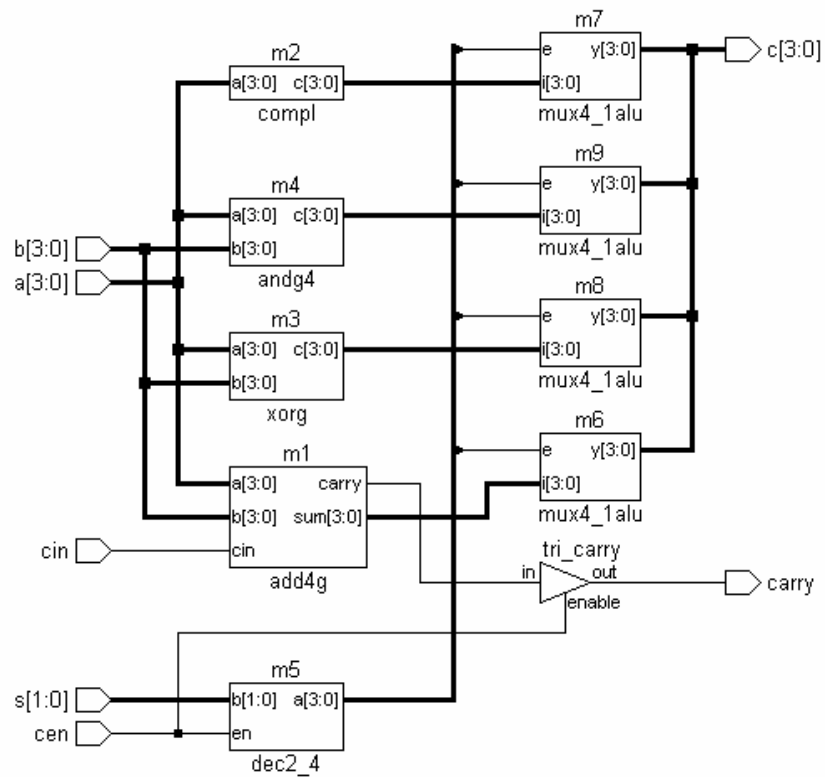 m7
e y[3:0]
i[3:0]
mux4_1alu
c[3:0]
m2
a[3:0] c[3:0]
compl
m9
e y[3:0]
i[3:0]
mux4_1alu
m4
a[3:0] c[3:0]
b[3:0]
andg4
b[3:0]
a[3:0]
m8
e y[3:0]
i[3:0]
mux4_1alu
m3
a[3:0] c[3:0]
b[3:0]
xorg
m6
e y[3:0]
i[3:0]
mux4_1alu
m1
a[3:0] carry
b[3:0] sum[3:0]
cin
add4g
cin
tri_carry
in out
enable
carry
m5
b[1:0] a[3:0]
en
dec2_4
s[1:0]
cen